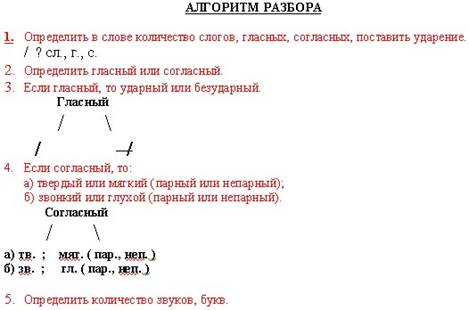 АЛГОРИТМ РАЗБОРА
1. Определить в слове количество слогов, гласных, согласных, поставить ударение.
/ ? сл., г., с.
2. Определить гласный или согласный.
3. Если гласный, то ударный или безударный.
Гласный
/ \
/ —/
4. Если согласный, то:
а) твердый или мягкий (парный или непарный);
б) звонкий или глухой (парный или непарный).
Согласный
/ \
а) тв. ; мяг. ( пар., неп. )
б) зв. ; гл. ( пар., неп. )
5. Определить количество звуков, букв.